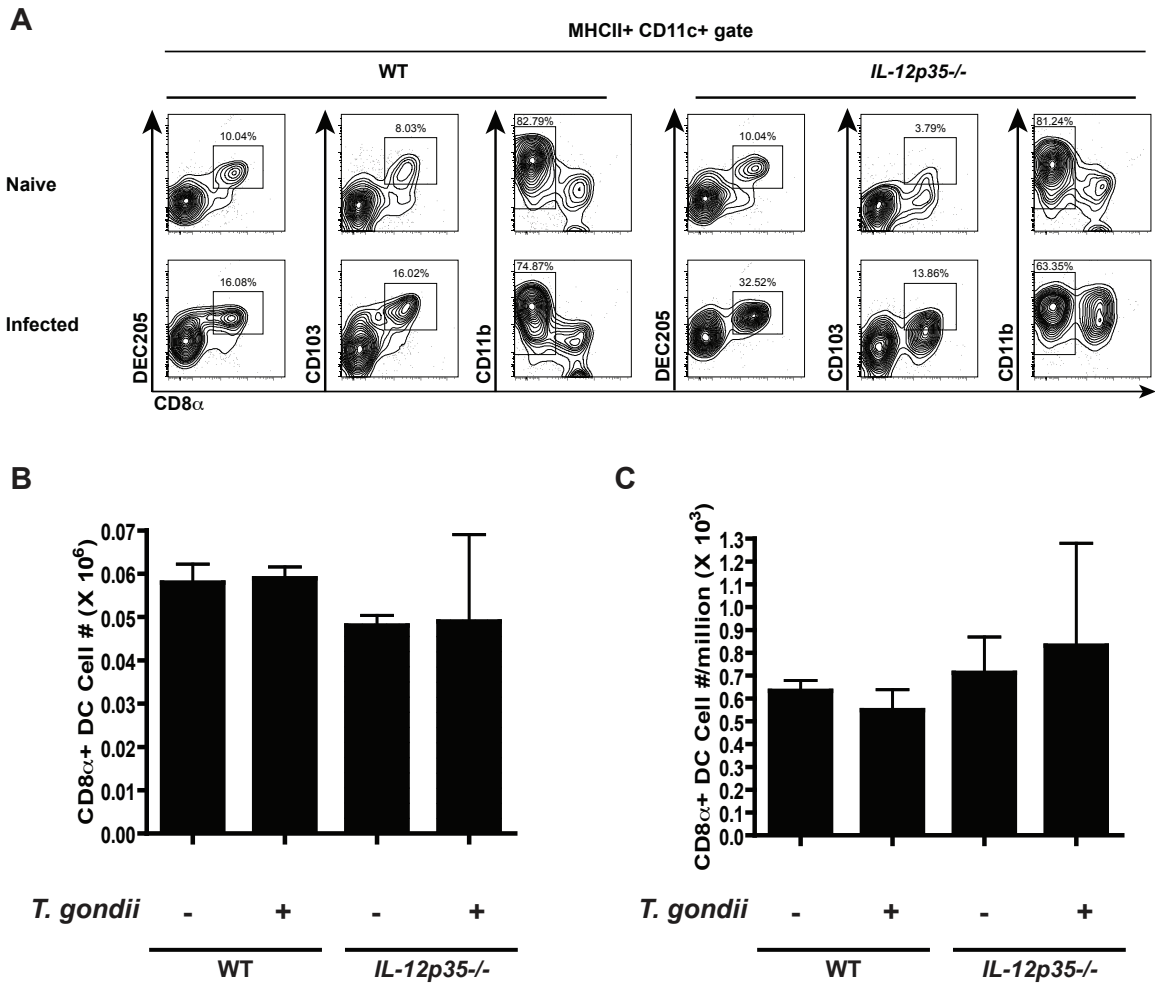 A
MHCII+ CD11c+ gate
WT
IL-12p35-/-
Naive
10.04%
8.03%
82.79%
10.04%
3.79%
81.24%
Infected
16.08%
16.02%
74.87%
32.52%
13.86%
63.35%
DEC205
CD103
CD11b
DEC205
CD103
CD11b
CD8α
B
CD8α+ DC Cell # (X 10⁶)
0.07
0.06
0.05
0.04
0.03
0.02
0.01
0.00
T. gondii - + - +
WT IL-12p35-/-
C
CD8α+ DC Cell #/million (X 10³)
1.3
1.2
1.1
1.0
0.9
0.8
0.7
0.6
0.5
0.4
0.3
0.2
0.1
0.0
T. gondii - + - +
WT IL-12p35-/-